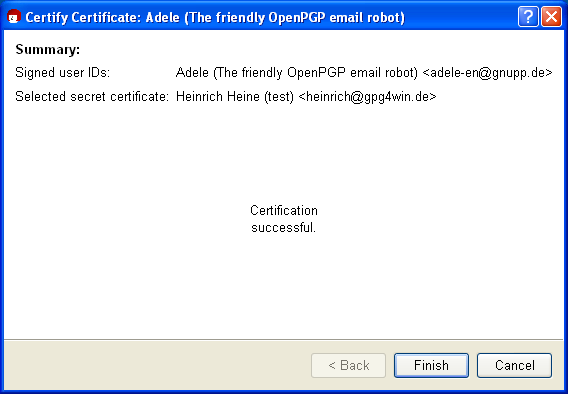 Certify Certificate: Adele (The friendly OpenPGP email robot)
Summary:
Signed user IDs: Adele (The friendly OpenPGP email robot) <adele-en@gnupp.de>
Selected secret certificate: Heinrich Heine (test) <heinrich@gpg4win.de>
Certification
successful.
< Back Finish Cancel